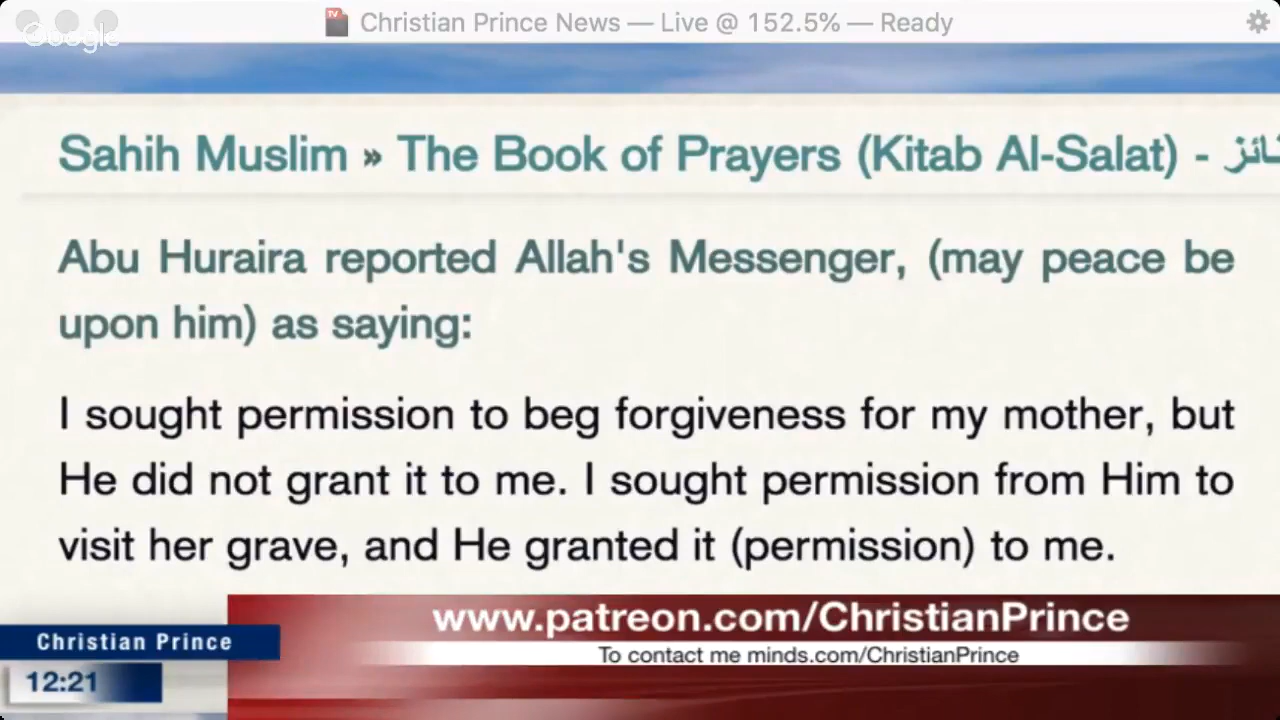 Christian Prince News — Live @ 152.5% — Ready
Google
Sahih Muslim » The Book of Prayers (Kitab Al-Salat) -
Abu Huraira reported Allah's Messenger, (may peace be
upon him) as saying:
I sought permission to beg forgiveness for my mother, but
He did not grant it to me. I sought permission from Him to
visit her grave, and He granted it (permission) to me.
www.patreon.com/ChristianPrince
To contact me minds.com/ChristianPrince
Christian Prince
12:21